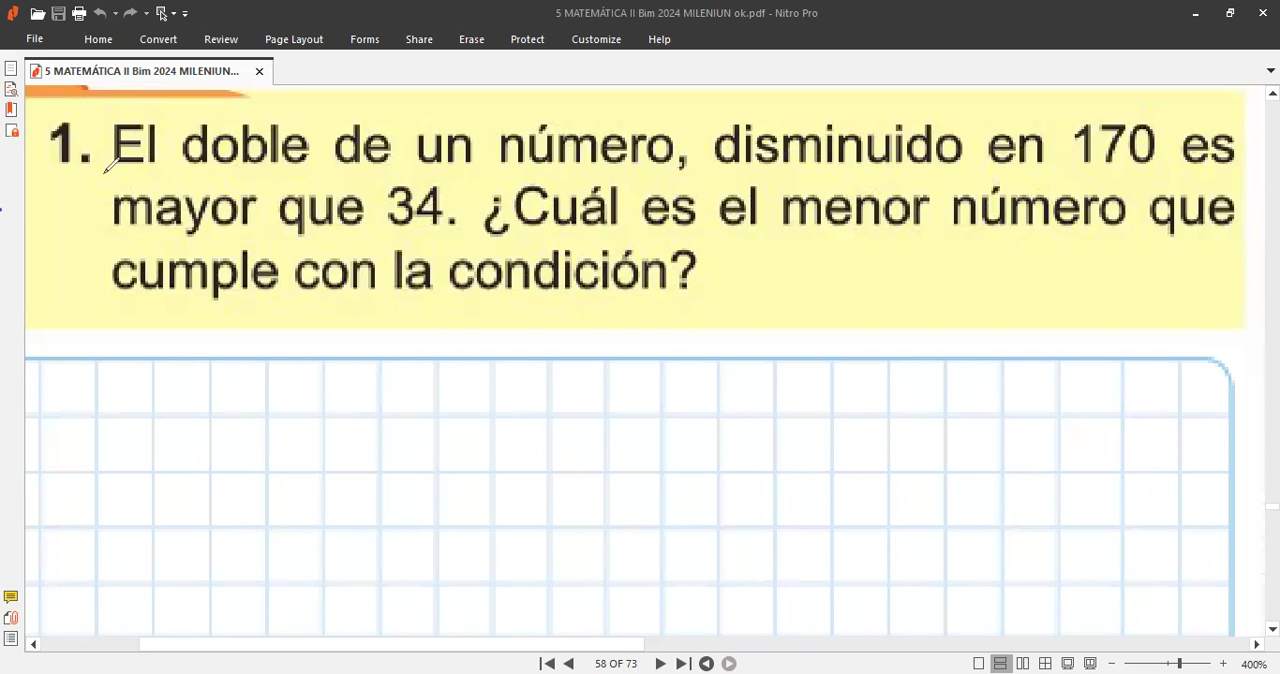 5 MATEMÁTICA II Bim 2024 MILENIUN ok.pdf - Nitro Pro
File Home Convert Review Page Layout Forms Share Erase Protect Customize Help
5 MATEMÁTICA II Bim 2024 MILENIUN...
1. El doble de un número, disminuido en 170 es
mayor que 34. ¿Cuál es el menor número que
cumple con la condición?
58 OF 73
400%